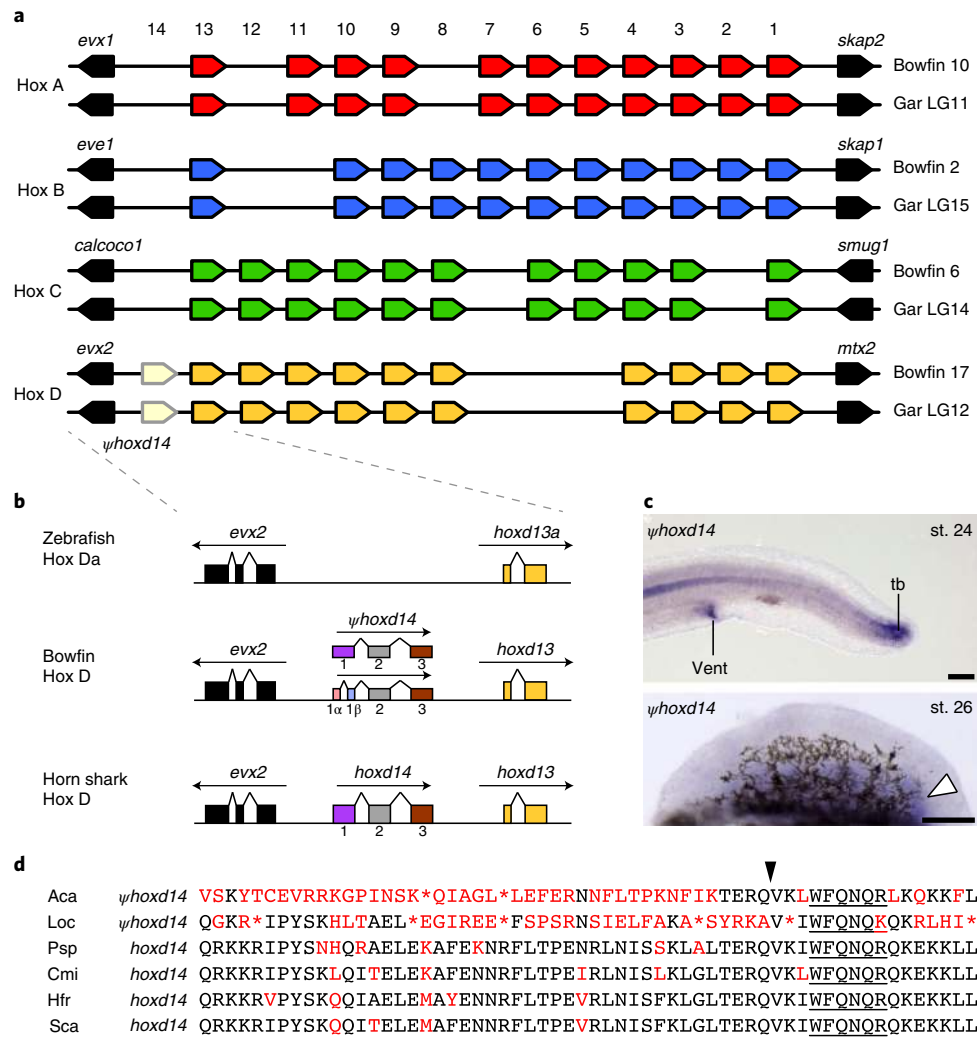 a
14 13 12 11 10 9 8 7 6 5 4 3 2 1
evx1 skap2
Hox A
Bowfin 10
Gar LG11
eve1 skap1
Hox B
Bowfin 2
Gar LG15
calcoco1 smug1
Hox C
Bowfin 6
Gar LG14
evx2 mtx2
Hox D
Bowfin 17
Gar LG12
ψhoxd14
b
Zebrafish
Hox Da
evx2 hoxd13a
Bowfin
Hox D
evx2 ψhoxd14 hoxd13
1 2 3
1α 1β 2 3
Horn shark
Hox D
evx2 hoxd14 hoxd13
1 2 3
c
ψhoxd14 st. 24
tb
Vent
ψhoxd14 st. 26
d
Aca ψhoxd14 VSKYTCEVRRKGPINSK*QIAGL*LEFERNNFLTPKNFIKTERQVKLWFQNQRLKQKKFL
Loc ψhoxd14 QGKR*IPYSKHLTAEL*EGIREE*FSPSRNSIELFAKA*SYRKAV*IWFQNQKQKRLHI*
Psp hoxd14 QRKKRIPYSNHQRAELEKAFEKNRFLTPENRLNISSKLALTERQVKIWFQNQRQKEKKLL
Cmi hoxd14 QRKKRIPYSKLQITELEKAFENNRFLTPEIRLNISFLLGLTERQVKLWFQNQRQKEKKLL
Hfr hoxd14 QRKKRVPYSKQQIAELEMAYENNRFLTPEVRLNISFKLGLTERQVKIWFQNQRQKEKKLL
Sca hoxd14 QRKKRIPYSKQQITELEMAFENNRFLTPEVRLNISFKLGLTERQVKIWFQNQRQKEKKLL